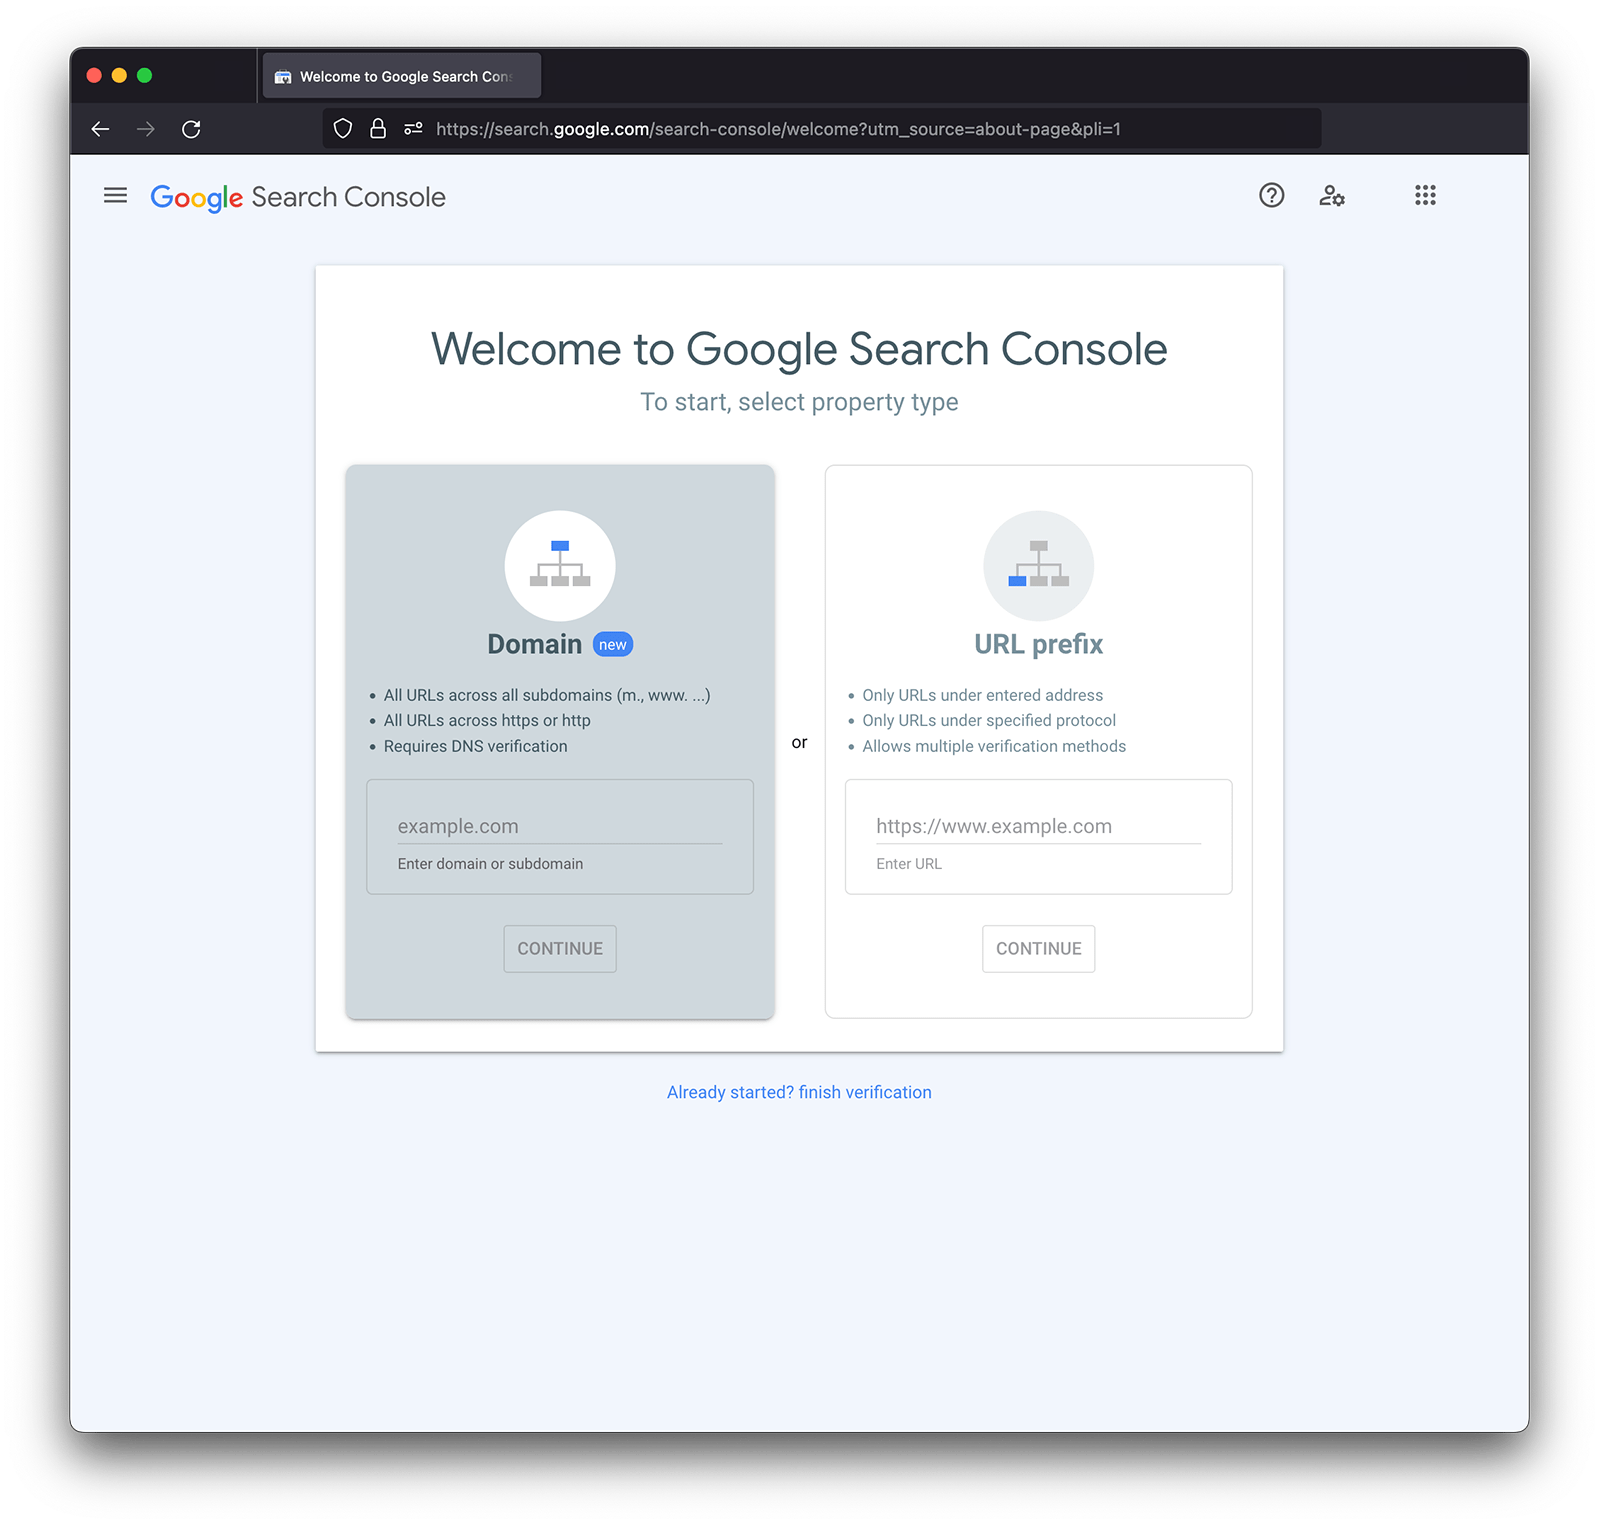 Welcome to Google Search Con
https://search.google.com/search-console/welcome?utm_source=about-page&pli=1
Google Search Console
Welcome to Google Search Console
To start, select property type
Domain new
• All URLs across all subdomains (m., www. ...)
• All URLs across https or http
• Requires DNS verification
example.com
Enter domain or subdomain
CONTINUE
or
URL prefix
• Only URLs under entered address
• Only URLs under specified protocol
• Allows multiple verification methods
https://www.example.com
Enter URL
CONTINUE
Already started? finish verification